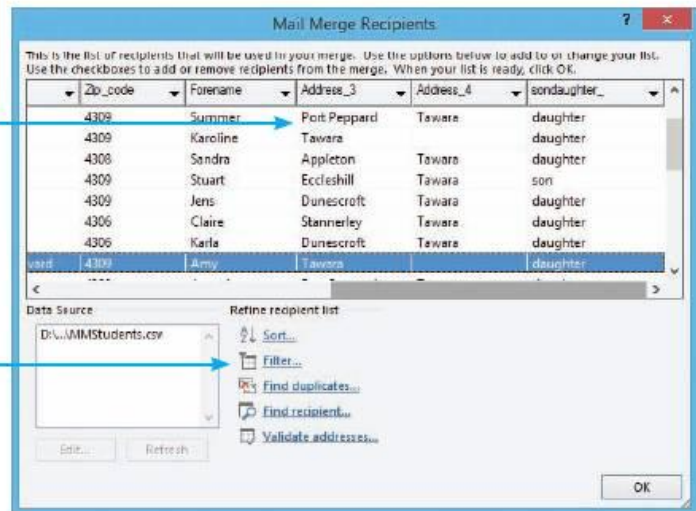 Mail Merge Recipients
? ×
This is the list of recipients that will be used in your merge. Use the options below to add to or change your list.
Use the checkboxes to add or remove recipients from the merge. When your list is ready, click OK.
Zip_code Forename Address_3 Address_4 sondaughter_
4309 Summer Port Peppard Tawara daughter
4309 Karoline Tawara daughter
4308 Sandra Appleton Tawara daughter
4309 Stuart Eccleshill Tawara son
4309 Jens Dunescroft Tawara daughter
4306 Claire Stannerley Tawara daughter
4306 Karla Dunescroft Tawara daughter
vard 4309 Amy Tawara daughter
Data Source Refine recipient list
D:\...\MMStudents.csv
Sort...
Filter...
Find duplicates...
Find recipient...
Validate addresses...
Edit... Refresh
OK